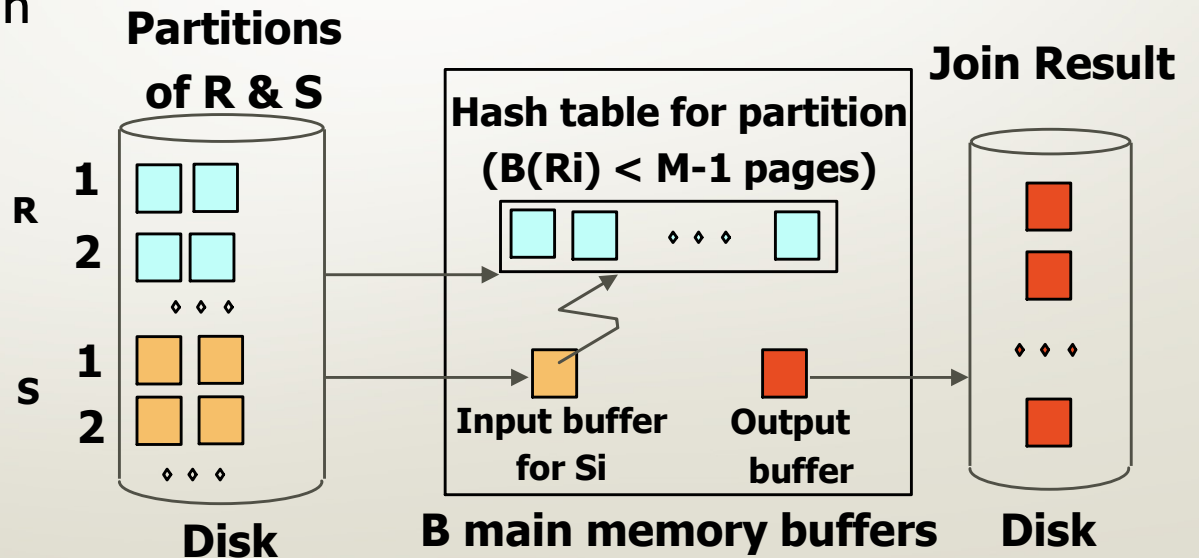 n
Partitions
of R & S
Join Result
Hash table for partition
(B(Ri) < M-1 pages)
1
R
2
1
S
2
Input buffer
for Si
Output
buffer
Disk
B main memory buffers
Disk